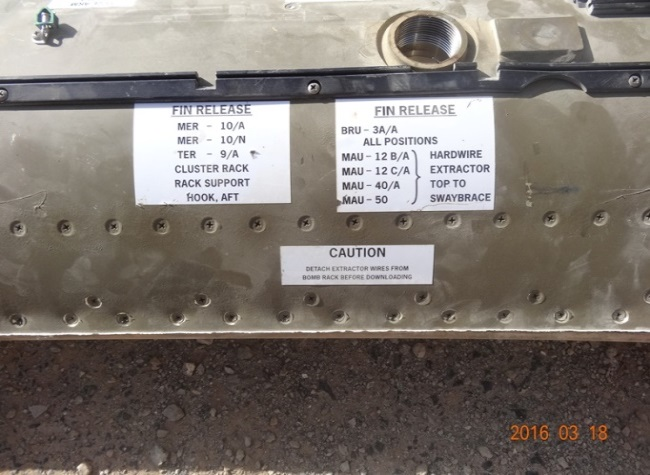 FIN RELEASE
MER – 10/A
MER – 10/N
TER – 9/A
CLUSTER RACK
RACK SUPPORT
HOOK, AFT
FIN RELEASE
BRU – 3A/A
ALL POSITIONS
MAU – 12 B/A
MAU – 12 C/A
MAU – 40/A
MAU – 50
HARDWIRE
EXTRACTOR
TOP TO
SWAYBRACE
CAUTION
DETACH EXTRACTOR WIRES FROM
BOMB RACK BEFORE DOWNLOADING
2016 03 18